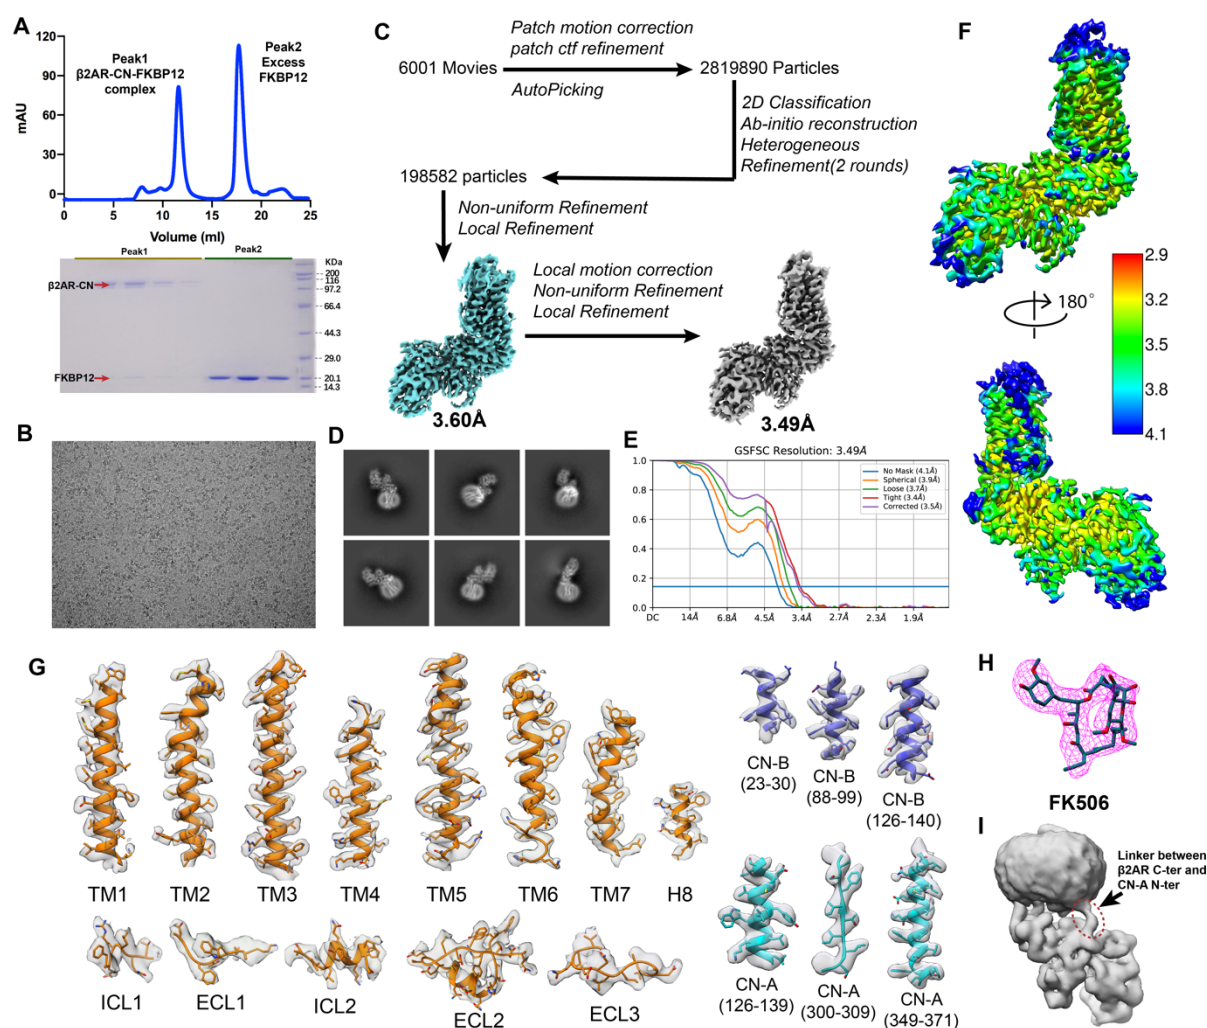 A
120
90
60
30
0
mAU
Peak1
β2AR-CN-FKBP12
complex
Peak2
Excess
FKBP12
0
5
10
15
20
25
Volume (ml)
Peak1
Peak2
KDa
β2AR-CN
FKBP12
200
116
97.2
66.4
44.3
29.0
20.1
14.3
B
C
6001 Movies
Patch motion correction
patch ctf refinement
AutoPicking
2819890 Particles
2D Classification
Ab-initio reconstruction
Heterogeneous
Refinement(2 rounds)
198582 particles
Non-uniform Refinement
Local Refinement
Local motion correction
Non-uniform Refinement
Local Refinement
3.60Å
3.49Å
D
E
GSFSC Resolution: 3.49Å
1.0
0.8
0.6
0.4
0.2
0.0
No Mask (4.1Å)
Spherical (3.9Å)
Loose (3.7Å)
Tight (3.4Å)
Corrected (3.5Å)
DC
14Å
6.8Å
4.5Å
3.4Å
2.7Å
2.3Å
1.9Å
F
180°
2.9
3.2
3.5
3.8
4.1
G
TM1
TM2
TM3
TM4
TM5
TM6
TM7
H8
ICL1
ECL1
ICL2
ECL2
ECL3
CN-B
(23-30)
CN-B
(88-99)
CN-B
(126-140)
CN-A
(126-139)
CN-A
(300-309)
CN-A
(349-371)
H
FK506
I
Linker between
β2AR C-ter and
CN-A N-ter